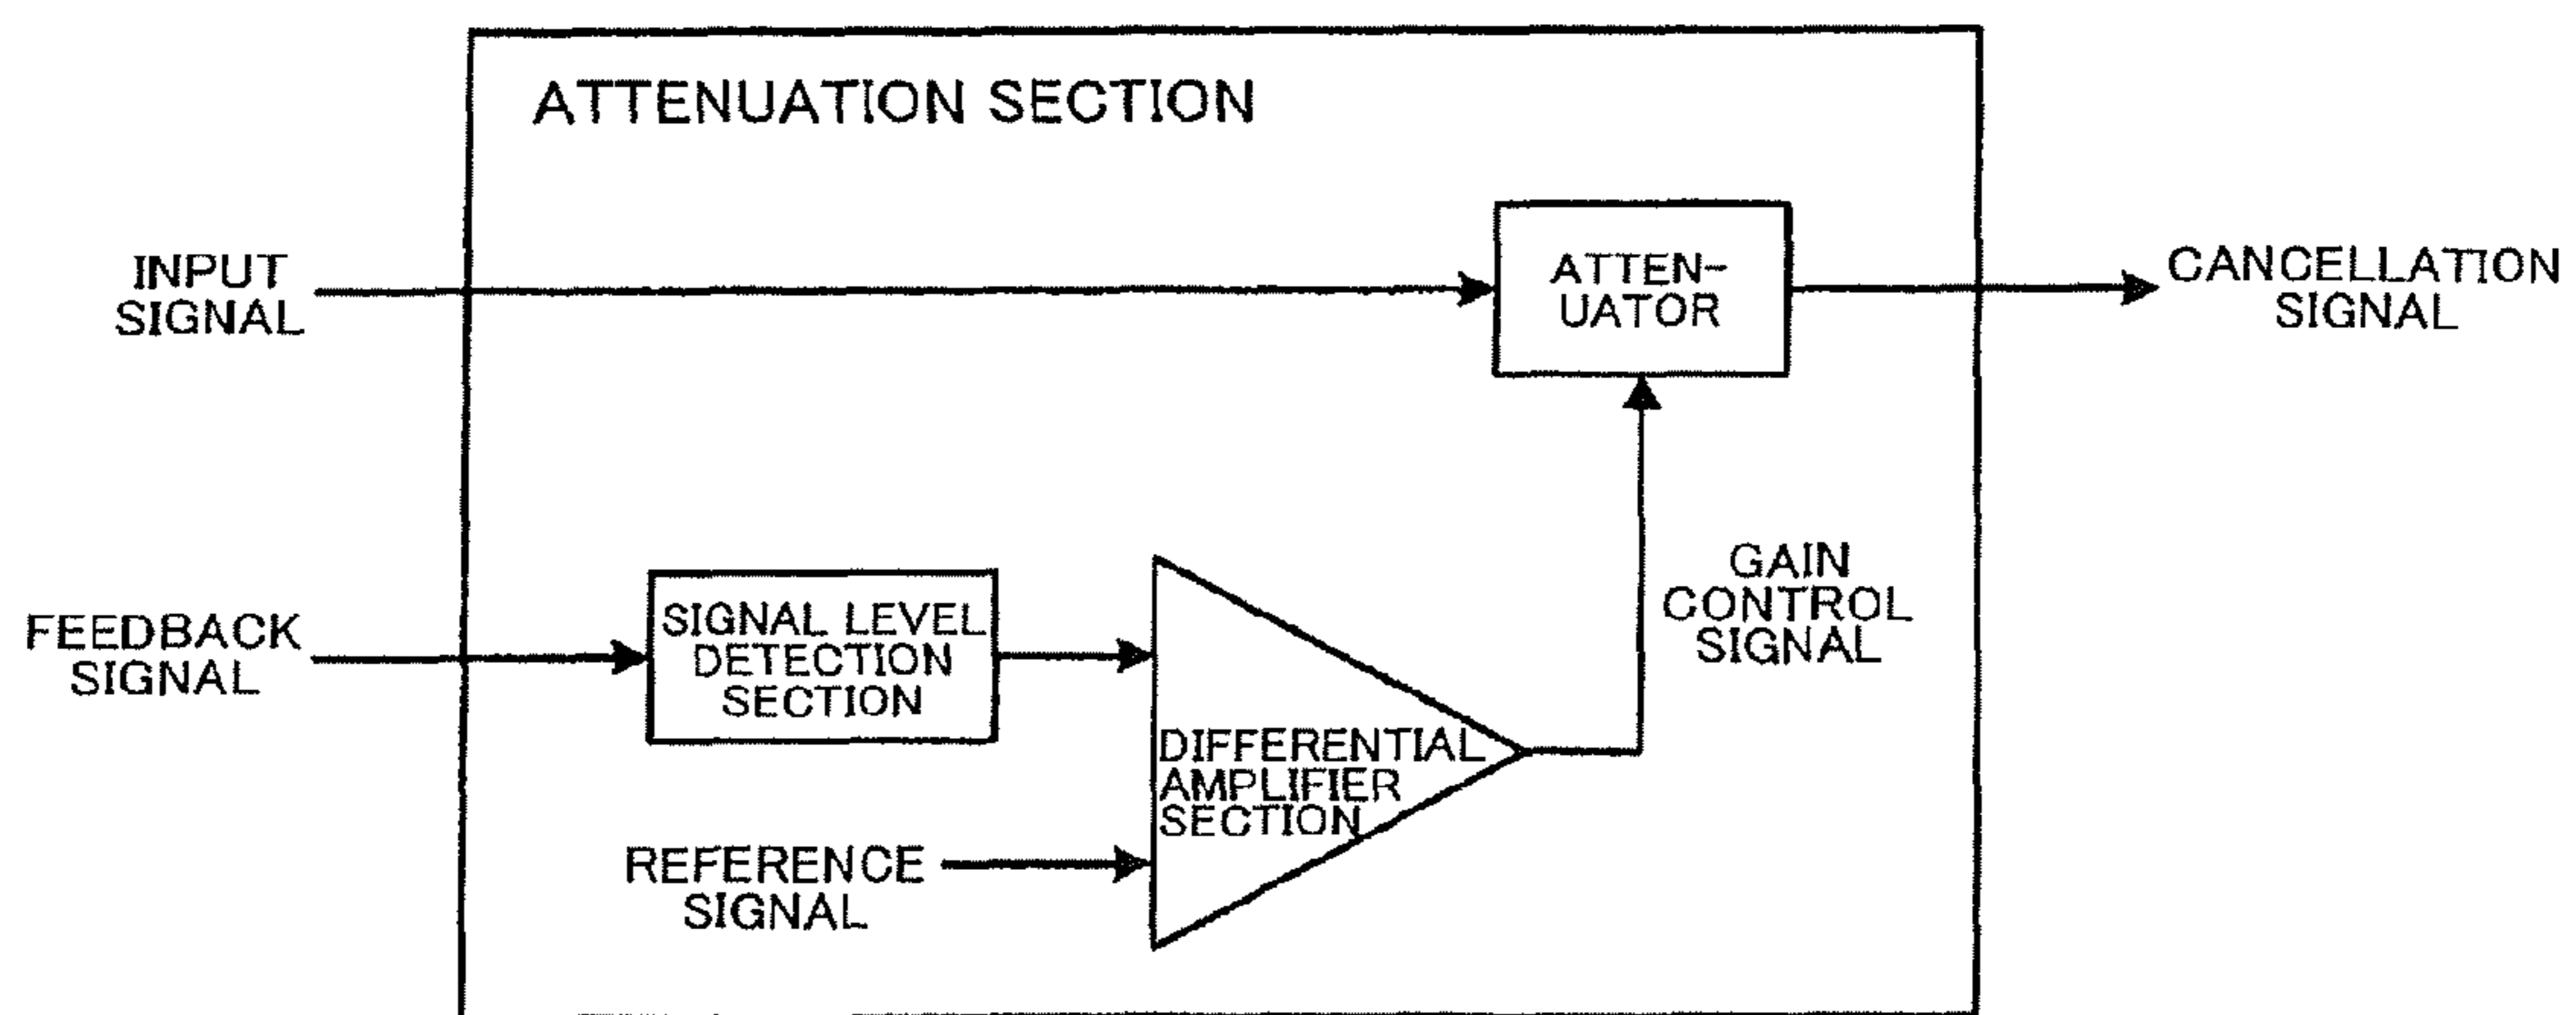 ATTENUATION SECTION
INPUT
SIGNAL
ATTEN-
UATOR
CANCELLATION
SIGNAL
FEEDBACK
SIGNAL
SIGNAL LEVEL
DETECTION
SECTION
GAIN
CONTROL
SIGNAL
DIFFERENTIAL
AMPLIFIER
SECTION
REFERENCE
SIGNAL